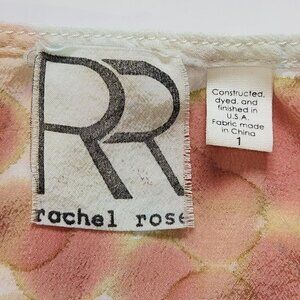 RR
rachel rose
Constructed,
dyed, and
finished in
U.S.A.
Fabric made
in China
1